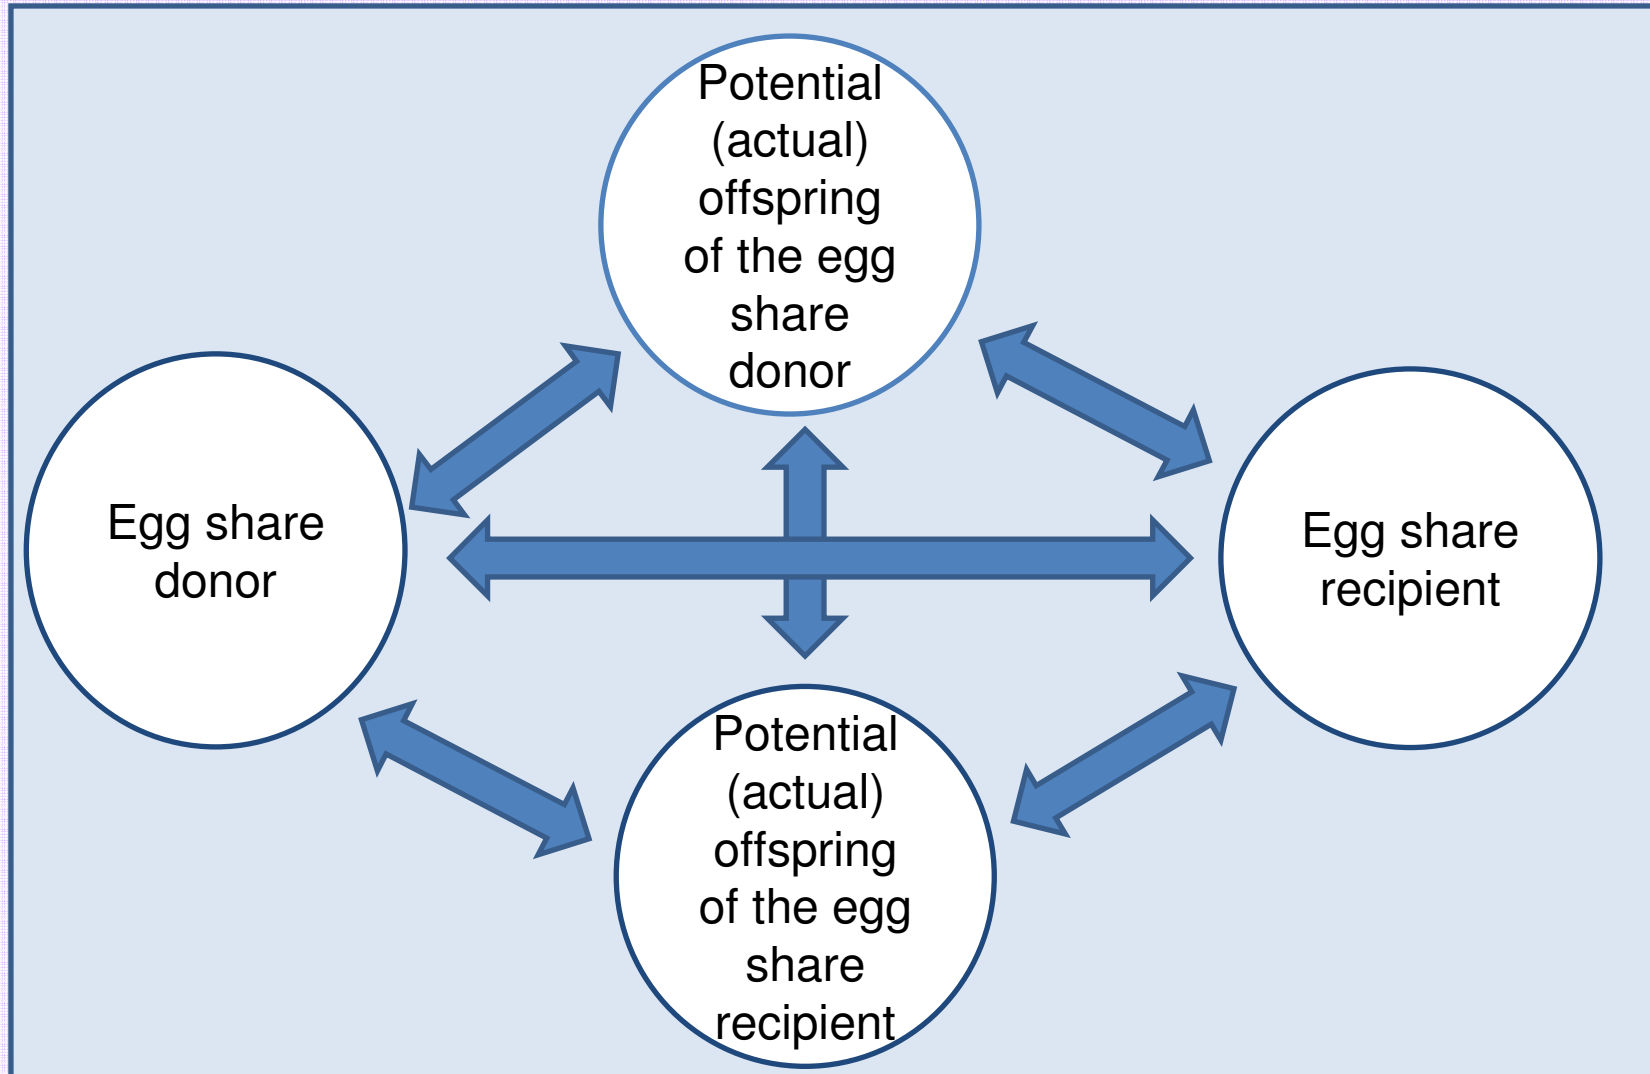 Potential
(actual)
offspring
of the egg
share
donor
Egg share
donor
Egg share
recipient
Potential
(actual)
offspring
of the egg
share
recipient